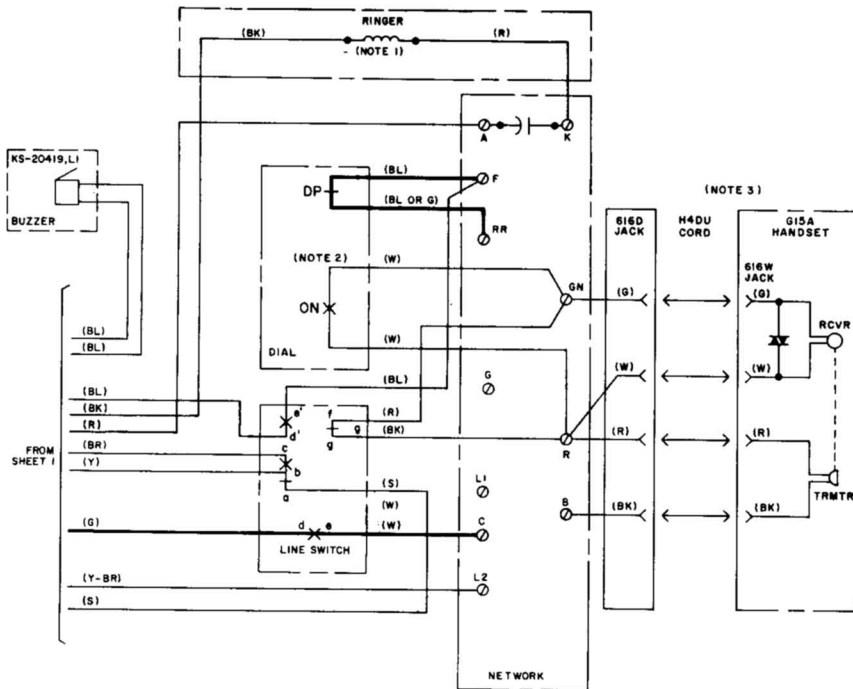 RINGER
(BK)
(R)
- (NOTE 1)
A
K
KS-20419,L1
BUZZER
(BL)
DP
F
(BL OR G)
RR
(NOTE 3)
616D JACK
H4DU CORD
G15A HANDSET
(NOTE 2)
(W)
GN
(G)
616W JACK
(G)
RCVR
ON
(W)
DIAL
(BL)
(BL)
(BL)
G
(W)
(W)
(BL)
(BK)
(R)
e'
d'
f
g
g
(R)
(BK)
R
(R)
(R)
FROM SHEET 1
(BR)
(Y)
c
b
a
(S)
L1
(W)
TRMTR
(G)
d
e
(W)
C
B
(BK)
(BK)
LINE SWITCH
(Y-BR)
L2
(S)
NETWORK